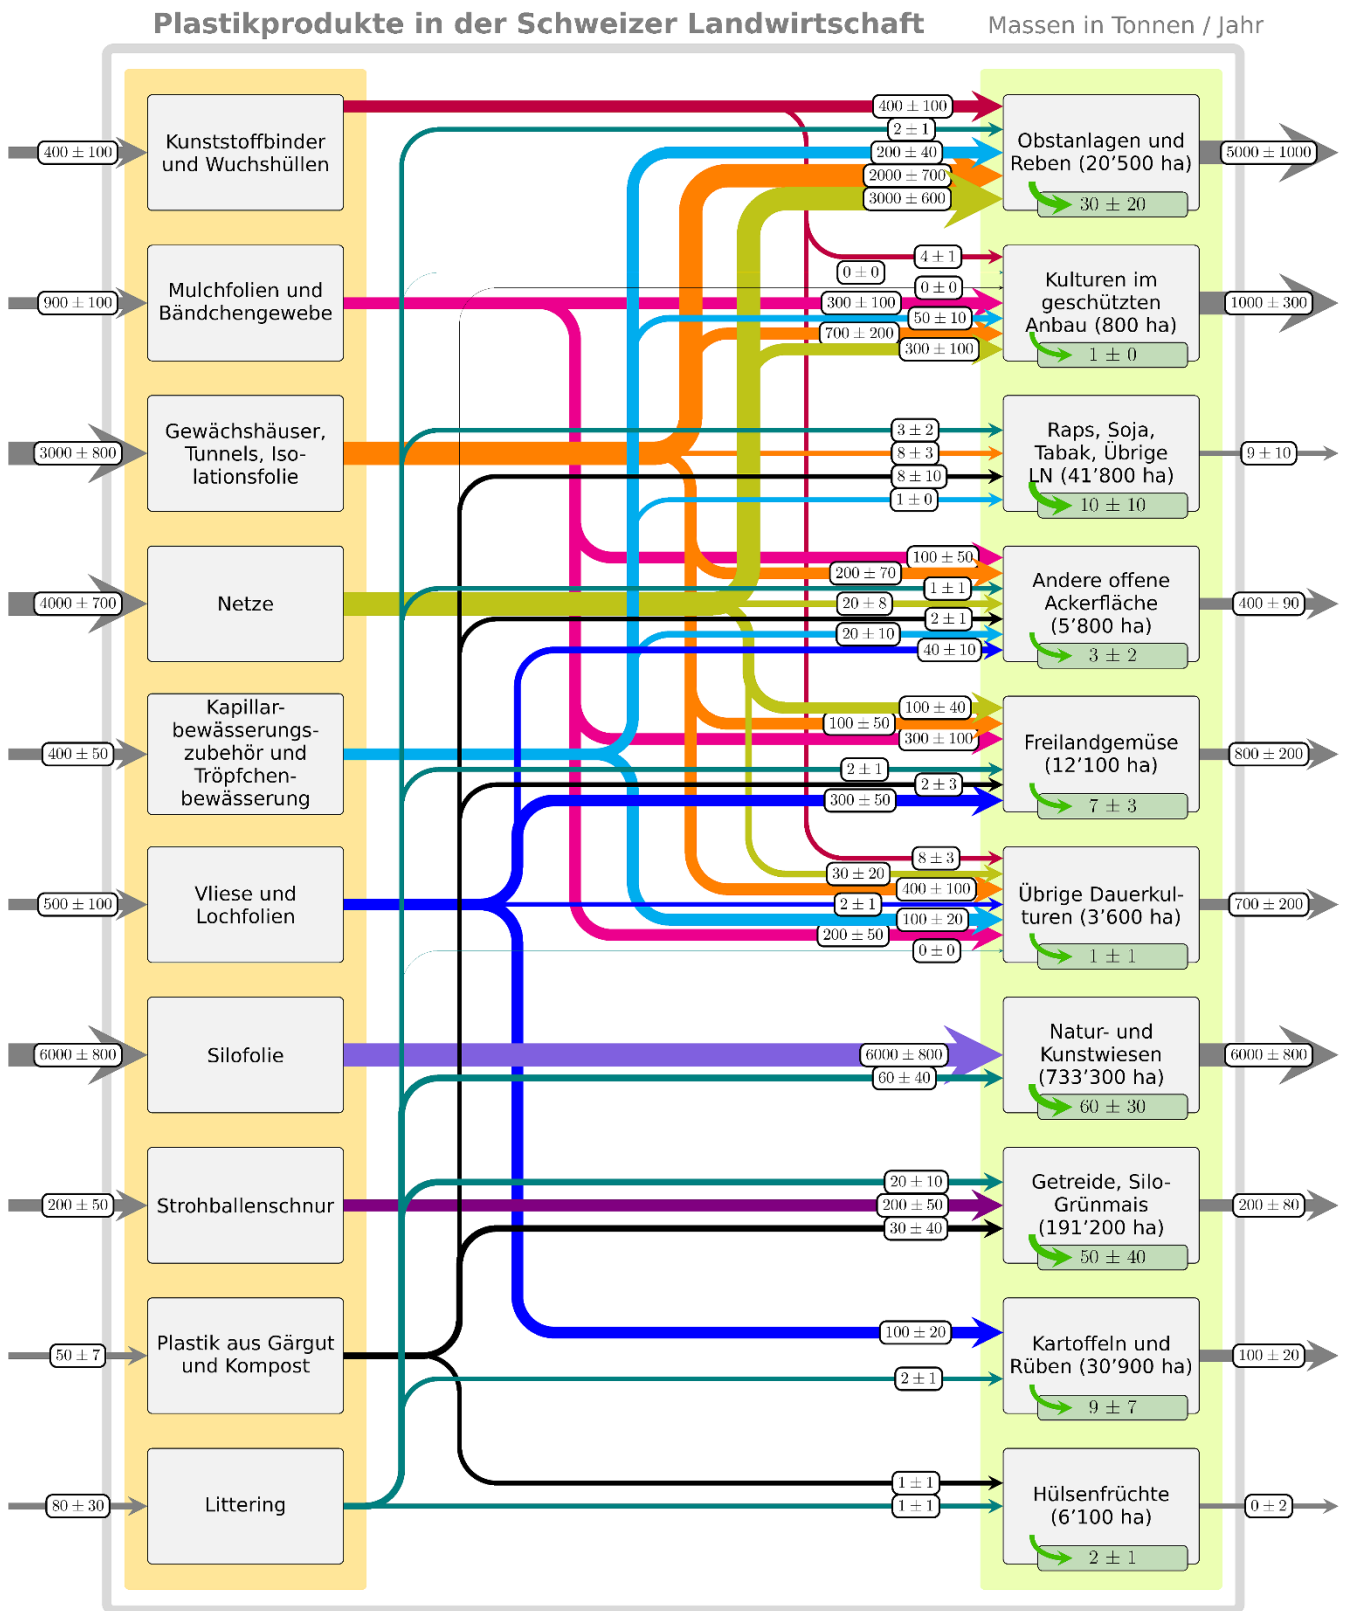 Plastikprodukte in der Schweizer Landwirtschaft
Massen in Tonnen / Jahr
400 ± 100
Kunststoffbinder
und Wuchshüllen
400 ± 100
2 ± 1
200 ± 40
2000 ± 700
3000 ± 600
Obstanlagen und
Reben (20’500 ha)
30 ± 20
5000 ± 1000
900 ± 100
Mulchfolien und
Bändchengewebe
4 ± 1
0 ± 0
0 ± 0
300 ± 100
50 ± 10
700 ± 200
300 ± 100
Kulturen im
geschützten
Anbau (800 ha)
1 ± 0
1000 ± 300
3000 ± 800
Gewächshäuser,
Tunnels, Iso-
lationsfolie
3 ± 2
8 ± 3
8 ± 10
1 ± 0
Raps, Soja,
Tabak, Übrige
LN (41’800 ha)
10 ± 10
9 ± 10
4000 ± 700
Netze
100 ± 50
200 ± 70
1 ± 1
20 ± 8
2 ± 1
20 ± 10
40 ± 10
Andere offene
Ackerfläche
(5’800 ha)
3 ± 2
400 ± 90
400 ± 50
Kapillar-
bewässerungs-
zubehör und
Tröpfchen-
bewässerung
100 ± 40
100 ± 50
300 ± 100
2 ± 1
2 ± 3
300 ± 50
Freilandgemüse
(12’100 ha)
7 ± 3
800 ± 200
500 ± 100
Vliese und
Lochfolien
8 ± 3
30 ± 20
400 ± 100
2 ± 1
100 ± 20
200 ± 50
0 ± 0
Übrige Dauerkul-
turen (3’600 ha)
1 ± 1
700 ± 200
6000 ± 800
Silofolie
6000 ± 800
60 ± 40
Natur- und
Kunstwiesen
(733’300 ha)
60 ± 30
6000 ± 800
200 ± 50
Strohballenschnur
20 ± 10
200 ± 50
30 ± 40
Getreide, Silo-
Grünmais
(191’200 ha)
50 ± 40
200 ± 80
50 ± 7
Plastik aus Gärgut
und Kompost
100 ± 20
2 ± 1
Kartoffeln und
Rüben (30’900 ha)
9 ± 7
100 ± 20
80 ± 30
Littering
1 ± 1
1 ± 1
Hülsenfrüchte
(6’100 ha)
2 ± 1
0 ± 2